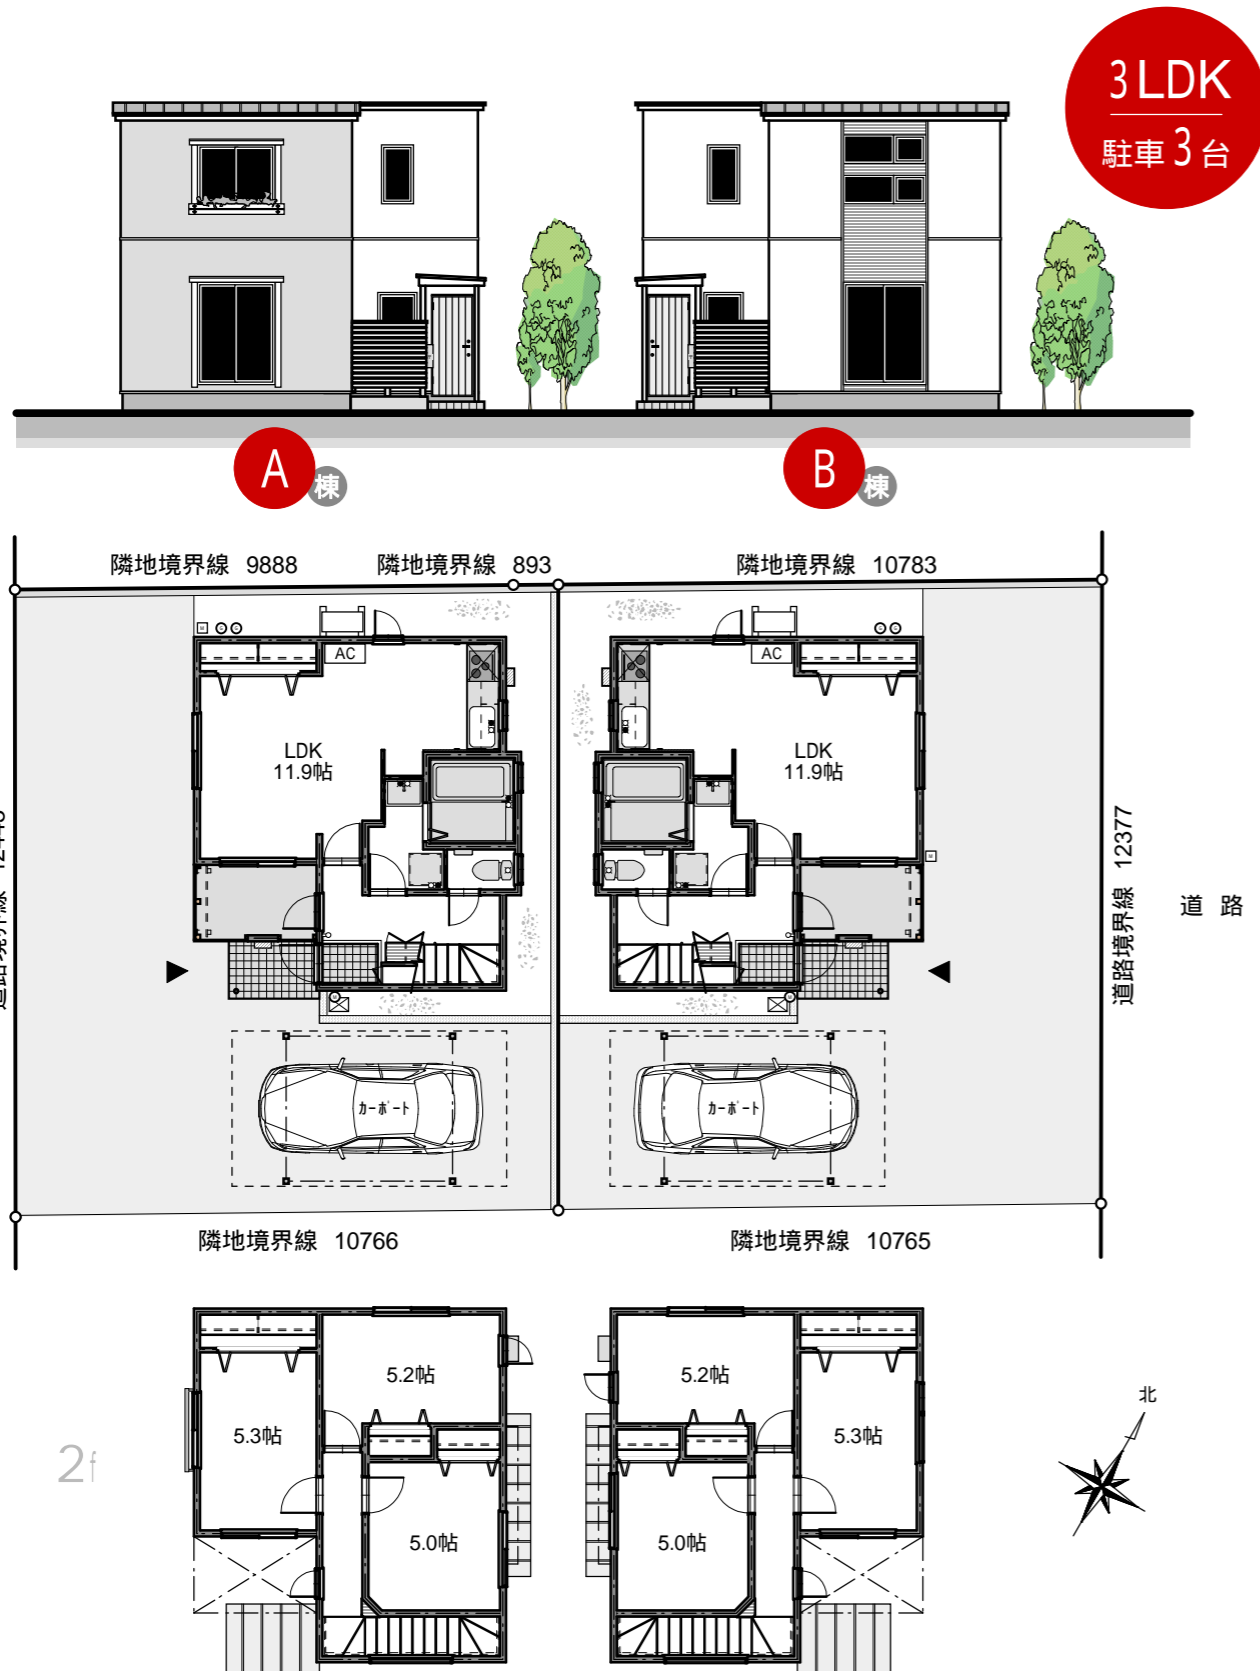 3LDK
駐車3台
A棟
B棟
隣地境界線 9888
隣地境界線 893
隣地境界線 10783
AC
AC
LDK
11.9帖
LDK
11.9帖
道路境界線 12377
道路
カーポート
カーポート
隣地境界線 10766
隣地境界線 10765
5.2帖
5.2帖
5.3帖
5.3帖
5.0帖
5.0帖
北
2f